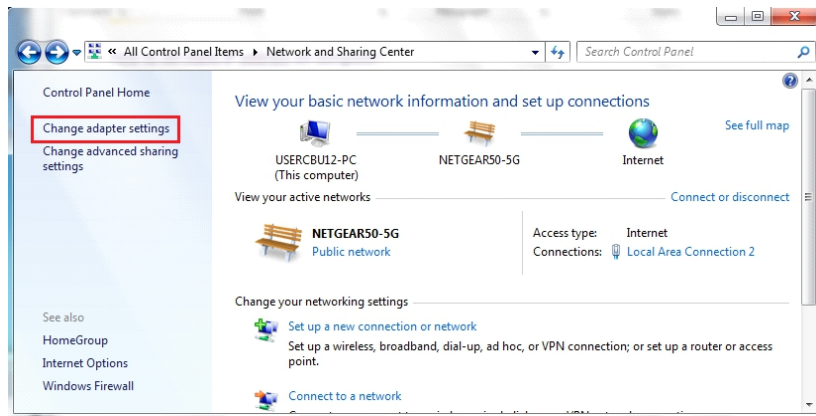 « All Control Panel Items ▸ Network and Sharing Center
Search Control Panel
Control Panel Home
Change adapter settings
Change advanced sharing
settings
View your basic network information and set up connections
See full map
USERCBU12-PC
(This computer)
NETGEAR50-5G
Internet
View your active networks
Connect or disconnect
NETGEAR50-5G
Public network
Access type: Internet
Connections: Local Area Connection 2
Change your networking settings
Set up a new connection or network
Set up a wireless, broadband, dial-up, ad hoc, or VPN connection; or set up a router or access
point.
Connect to a network
See also
HomeGroup
Internet Options
Windows Firewall